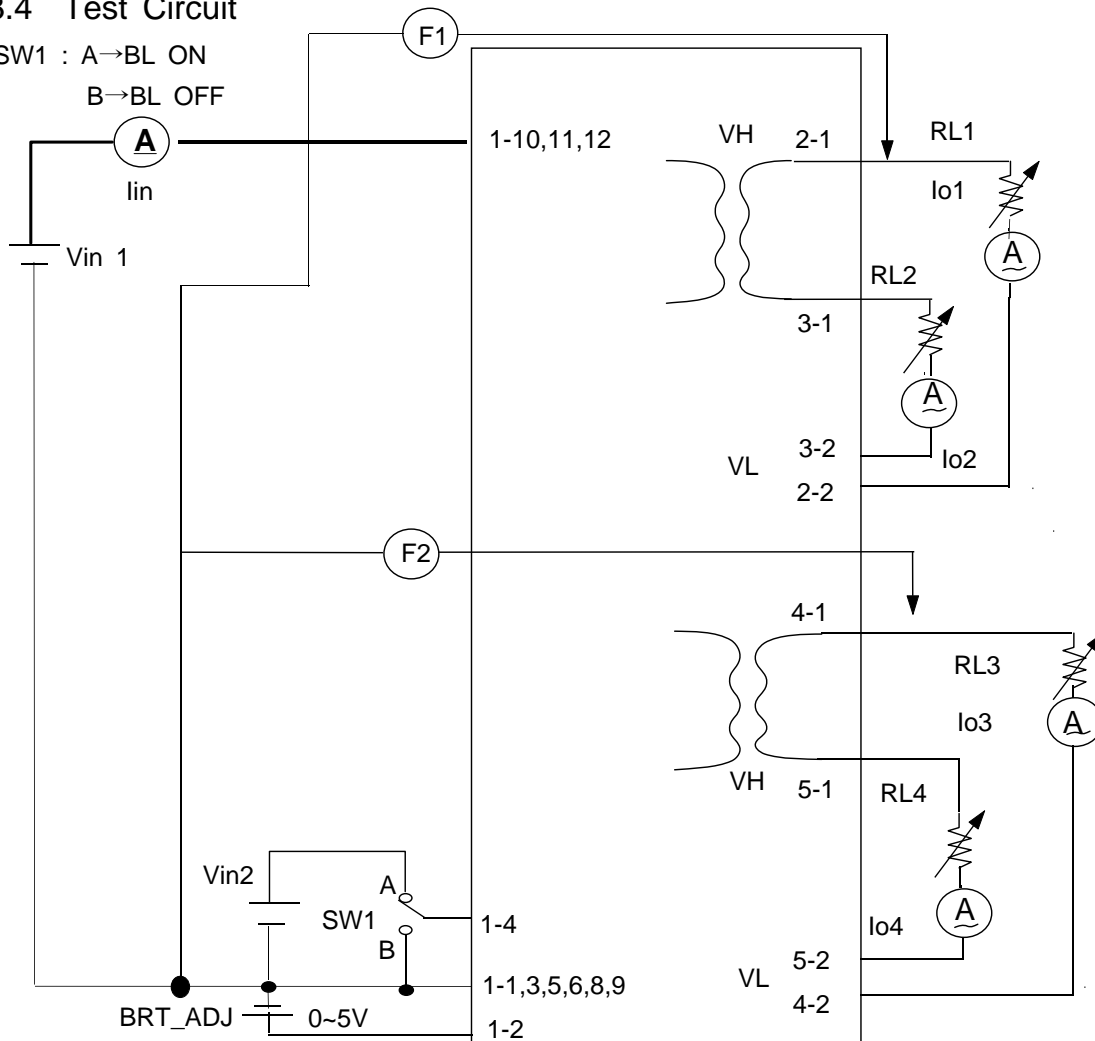 3.4 Test Circuit
SW1 : A→BL ON
B→BL OFF
F1
A
Iin
1-10,11,12
VH
2-1
RL1
Io1
A
Vin 1
RL2
3-1
A
3-2
Io2
VL
2-2
F2
4-1
RL3
Io3
A
VH
5-1
RL4
Vin2
A
SW1
B
1-4
A
Io4
5-2
VL
4-2
1-1,3,5,6,8,9
BRT_ADJ
0~5V
1-2